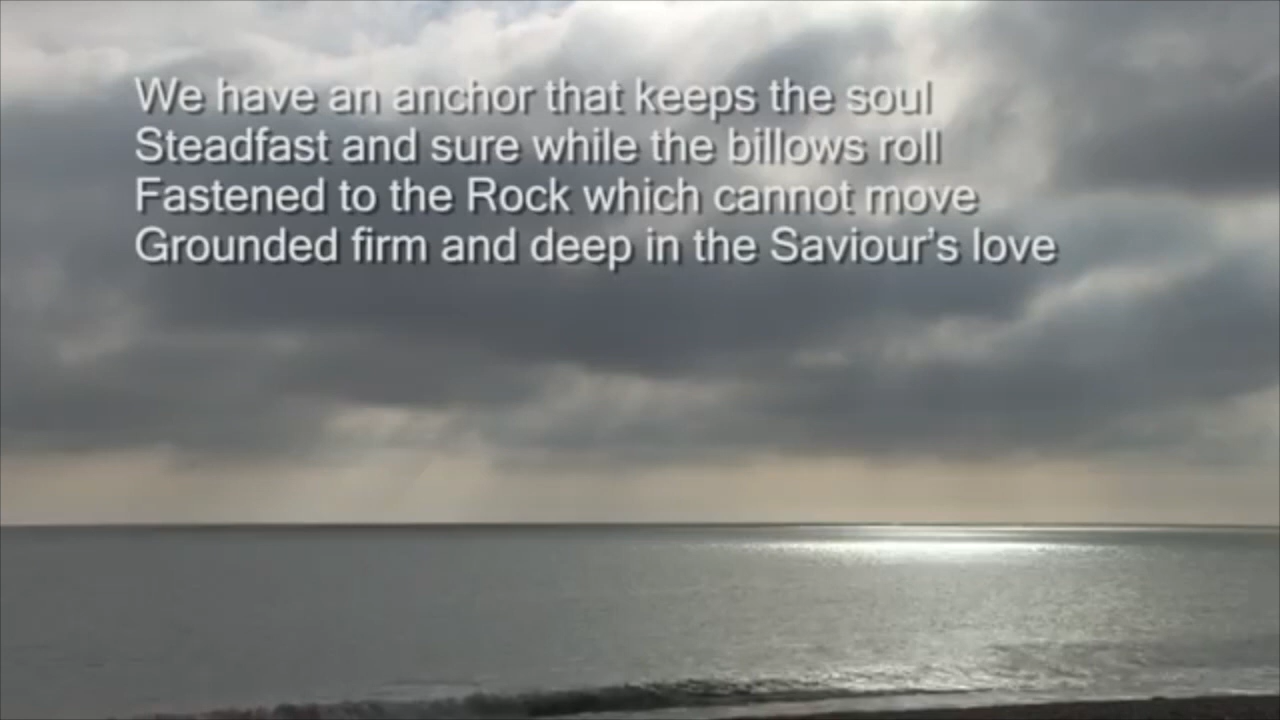 We have an anchor that keeps the soul
Steadfast and sure while the billows roll
Fastened to the Rock which cannot move
Grounded firm and deep in the Saviour’s love